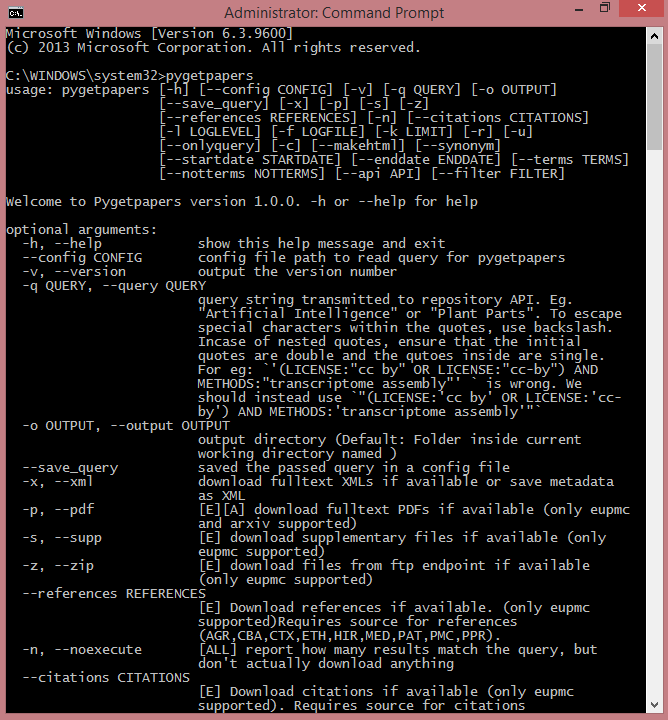 Administrator: Command Prompt
Microsoft Windows [Version 6.3.9600]
(c) 2013 Microsoft Corporation. All rights reserved.
C:\WINDOWS\system32>pygetpapers
usage: pygetpapers [-h] [--config CONFIG] [-v] [-q QUERY] [-o OUTPUT]
[--save_query] [-x] [-p] [-s] [-z]
[--references REFERENCES] [-n] [--citations CITATIONS]
[-l LOGLEVEL] [-f LOGFILE] [-k LIMIT] [-r] [-u]
[--onlyquery] [-c] [--makehtml] [--synonym]
[--startdate STARTDATE] [--enddate ENDDATE] [--terms TERMS]
[--notterms NOTTERMS] [--api API] [--filter FILTER]
Welcome to Pygetpapers version 1.0.0. -h or --help for help
optional arguments:
-h, --help show this help message and exit
--config CONFIG config file path to read query for pygetpapers
-v, --version output the version number
-q QUERY, --query QUERY
query string transmitted to repository API. Eg.
"Artificial Intelligence" or "Plant Parts". To escape
special characters within the quotes, use backslash.
Incase of nested quotes, ensure that the initial
quotes are double and the qutoes inside are single.
For eg: `'(LICENSE:"cc by" OR LICENSE:"cc-by") AND
METHODS:"transcriptome assembly"' ` is wrong. We
should instead use `"(LICENSE:'cc by' OR LICENSE:'cc-
by') AND METHODS:'transcriptome assembly'"`
-o OUTPUT, --output OUTPUT
output directory (Default: Folder inside current
working directory named )
--save_query saved the passed query in a config file
-x, --xml download fulltext XMLs if available or save metadata
as XML
-p, --pdf [E][A] download fulltext PDFs if available (only eupmc
and arxiv supported)
-s, --supp [E] download supplementary files if available (only
eupmc supported)
-z, --zip [E] download files from ftp endpoint if available
(only eupmc supported)
--references REFERENCES
[E] Download references if available. (only eupmc
supported)Requires source for references
(AGR,CBA,CTX,ETH,HIR,MED,PAT,PMC,PPR).
-n, --noexecute [ALL] report how many results match the query, but
don't actually download anything
--citations CITATIONS
[E] Download citations if available (only eupmc
supported). Requires source for citations